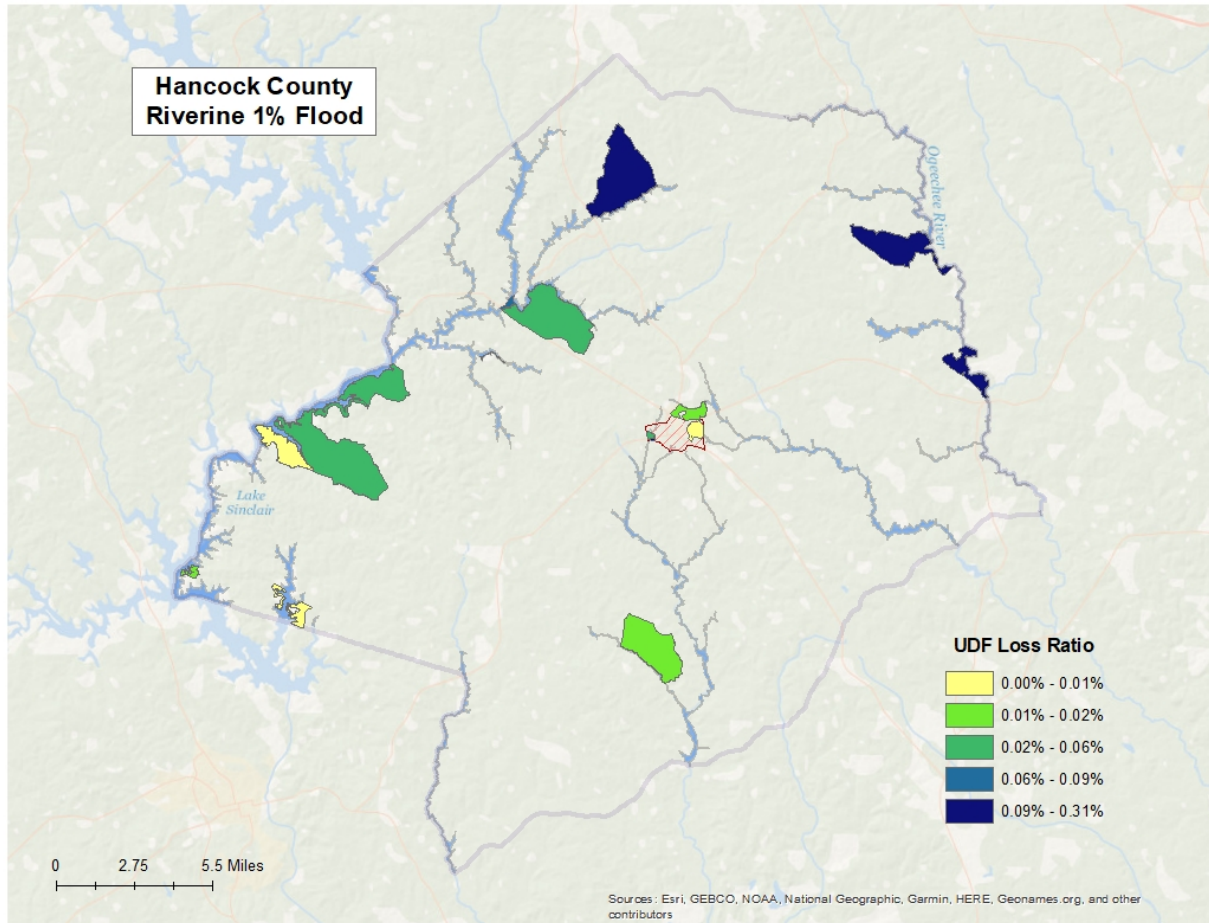 Hancock County
Riverine 1% Flood
Ogeechee River
Lake
Sinclair
UDF Loss Ratio
0.00% - 0.01%
0.01% - 0.02%
0.02% - 0.06%
0.06% - 0.09%
0.09% - 0.31%
0 2.75 5.5 Miles
Sources: Esri, GEBCO, NOAA, National Geographic, Garmin, HERE, Geonames.org, and other
contributors